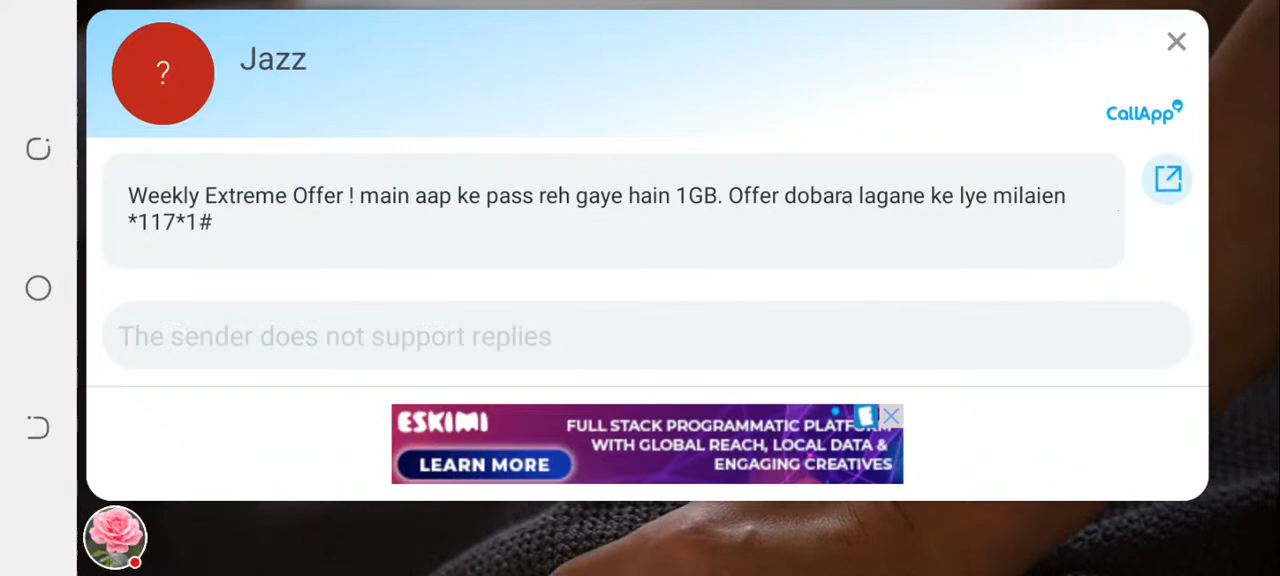 ?
Jazz
CallApp
Weekly Extreme Offer ! main aap ke pass reh gaye hain 1GB. Offer dobara lagane ke lye milaien
*117*1#
The sender does not support replies
ESKIMI
FULL STACK PROGRAMMATIC
WITH GLOBAL REACH, LOCAL DATA &
LEARN MORE
ENGAGING CREATIVES